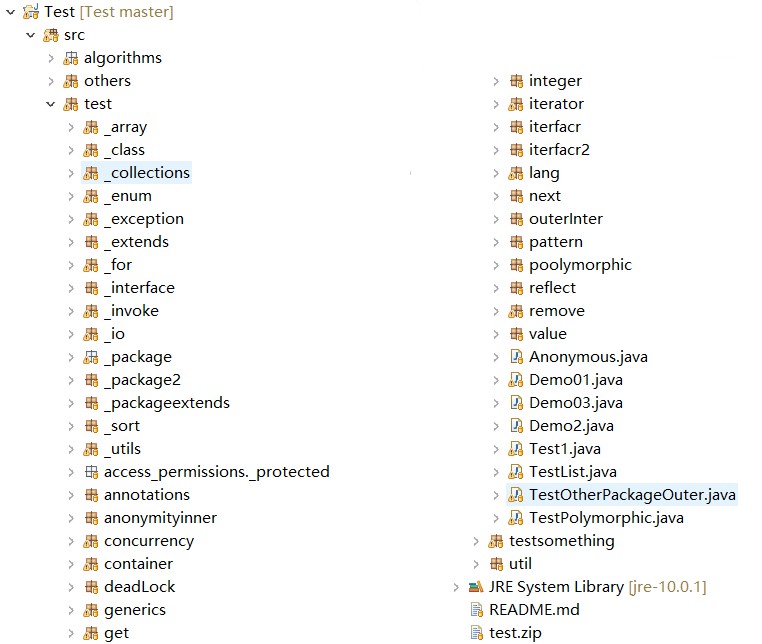 Test [Test master]
src
algorithms
others
test
_array
_class
_collections
_enum
_exception
_extends
_for
_interface
_invoke
_io
_package
_package2
_packageextends
_sort
_utils
access_permissions._protected
annotations
anonymityinner
concurrency
container
deadLock
generics
get
integer
iterator
iterfacr
iterfacr2
lang
next
outerInter
pattern
poolymorphic
reflect
remove
value
Anonymous.java
Demo01.java
Demo03.java
Demo2.java
Test1.java
TestList.java
TestOtherPackageOuter.java
TestPolymorphic.java
testsomething
util
JRE System Library [jre-10.0.1]
README.md
test.zip